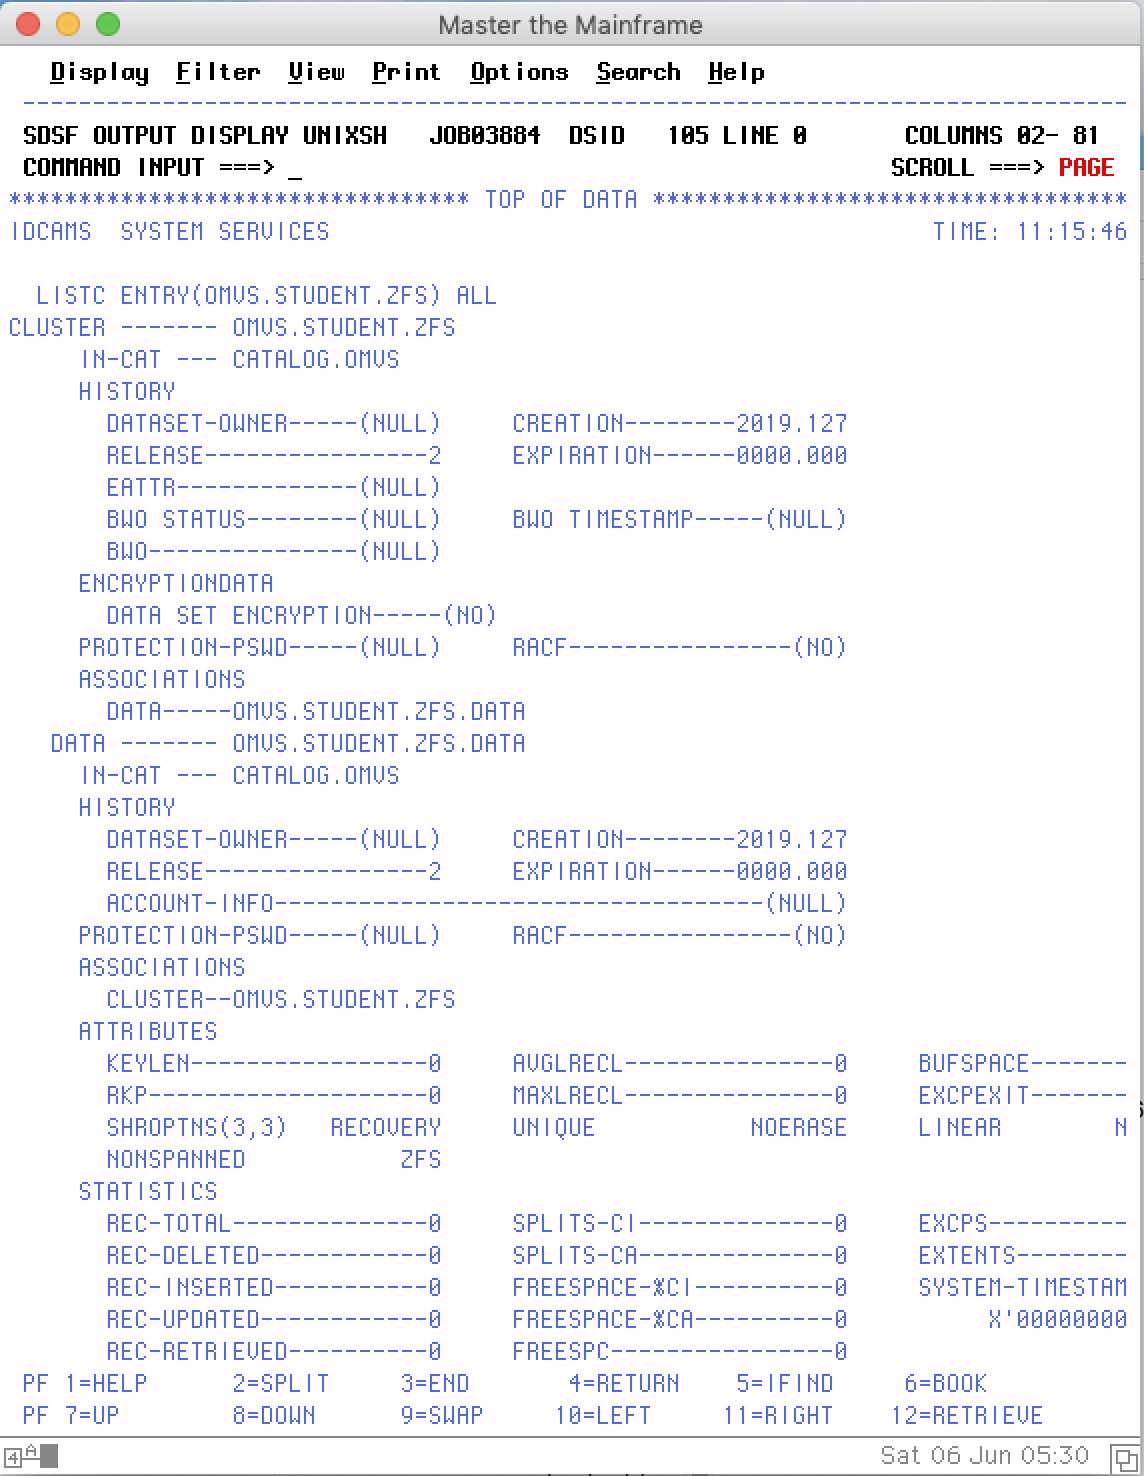 Master the Mainframe
Display Filter View Print Options Search Help
-------------------------------------------------------------------------------
SDSF OUTPUT DISPLAY UNIXSH   JOB03884  DSID   105 LINE 0       COLUMNS 02- 81
COMMAND INPUT ===> _                                            SCROLL ===> PAGE
********************************* TOP OF DATA **********************************
IDCAMS  SYSTEM SERVICES                                           TIME: 11:15:46
  LISTC ENTRY(OMVS.STUDENT.ZFS) ALL
CLUSTER ------- OMVS.STUDENT.ZFS
     IN-CAT --- CATALOG.OMVS
     HISTORY
       DATASET-OWNER-----(NULL)     CREATION--------2019.127
       RELEASE----------------2     EXPIRATION------0000.000
       EATTR-------------(NULL)
       BWO STATUS--------(NULL)     BWO TIMESTAMP-----(NULL)
       BWO---------------(NULL)
     ENCRYPTIONDATA
       DATA SET ENCRYPTION-----(NO)
     PROTECTION-PSWD-----(NULL)     RACF----------------(NO)
     ASSOCIATIONS
       DATA-----OMVS.STUDENT.ZFS.DATA
   DATA ------- OMVS.STUDENT.ZFS.DATA
     IN-CAT --- CATALOG.OMVS
     HISTORY
       DATASET-OWNER-----(NULL)     CREATION--------2019.127
       RELEASE----------------2     EXPIRATION------0000.000
       ACCOUNT-INFO-----------------------------------(NULL)
     PROTECTION-PSWD-----(NULL)     RACF----------------(NO)
     ASSOCIATIONS
       CLUSTER--OMVS.STUDENT.ZFS
     ATTRIBUTES
       KEYLEN-----------------0     AVGLRECL---------------0     BUFSPACE-------
       RKP--------------------0     MAXLRECL---------------0     EXCPEXIT-------
       SHROPTNS(3,3)   RECOVERY     UNIQUE           NOERASE     LINEAR        N
       NONSPANNED           ZFS
     STATISTICS
       REC-TOTAL--------------0     SPLITS-CI--------------0     EXCPS----------
       REC-DELETED------------0     SPLITS-CA--------------0     EXTENTS--------
       REC-INSERTED-----------0     FREESPACE-%CI----------0     SYSTEM-TIMESTAM
       REC-UPDATED------------0     FREESPACE-%CA----------0          X'00000000
       REC-RETRIEVED----------0     FREESPC----------------0
 PF 1=HELP      2=SPLIT     3=END       4=RETURN    5=IFIND     6=BOOK
 PF 7=UP        8=DOWN      9=SWAP     10=LEFT     11=RIGHT    12=RETRIEVE
4 A Sat 06 Jun 05:30